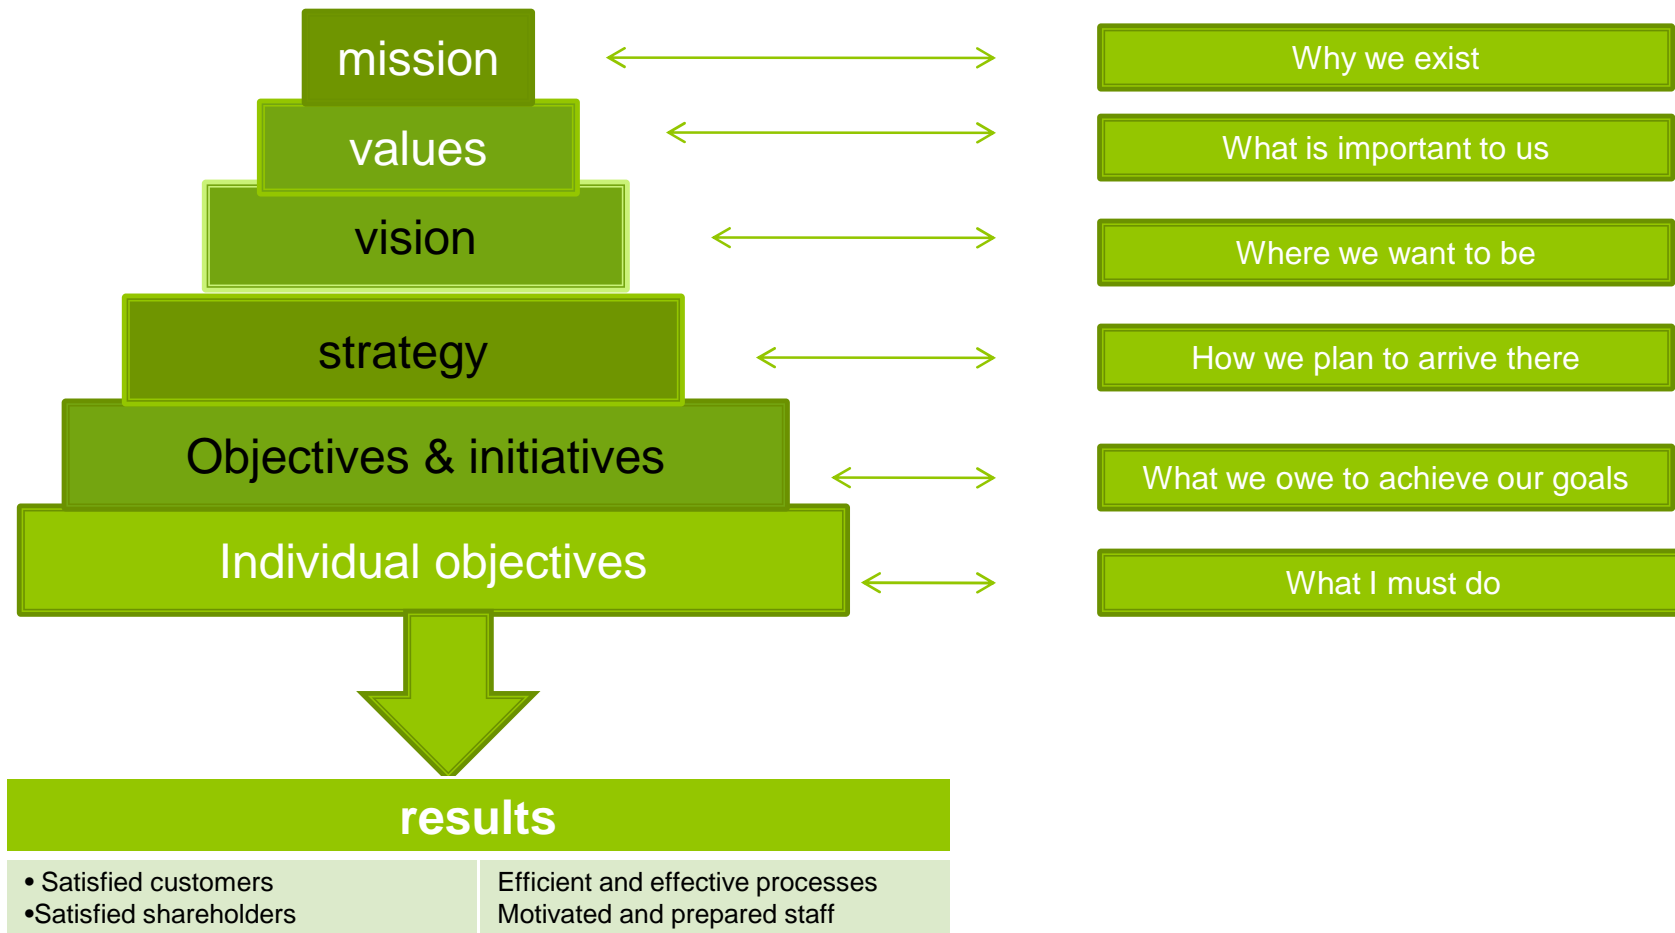 mission
Why we exist
values
What is important to us
vision
Where we want to be
strategy
How we plan to arrive there
Objectives & initiatives
What we owe to achieve our goals
Individual objectives
What I must do
results
• Satisfied customers
•Satisfied shareholders
Efficient and effective processes
Motivated and prepared staff